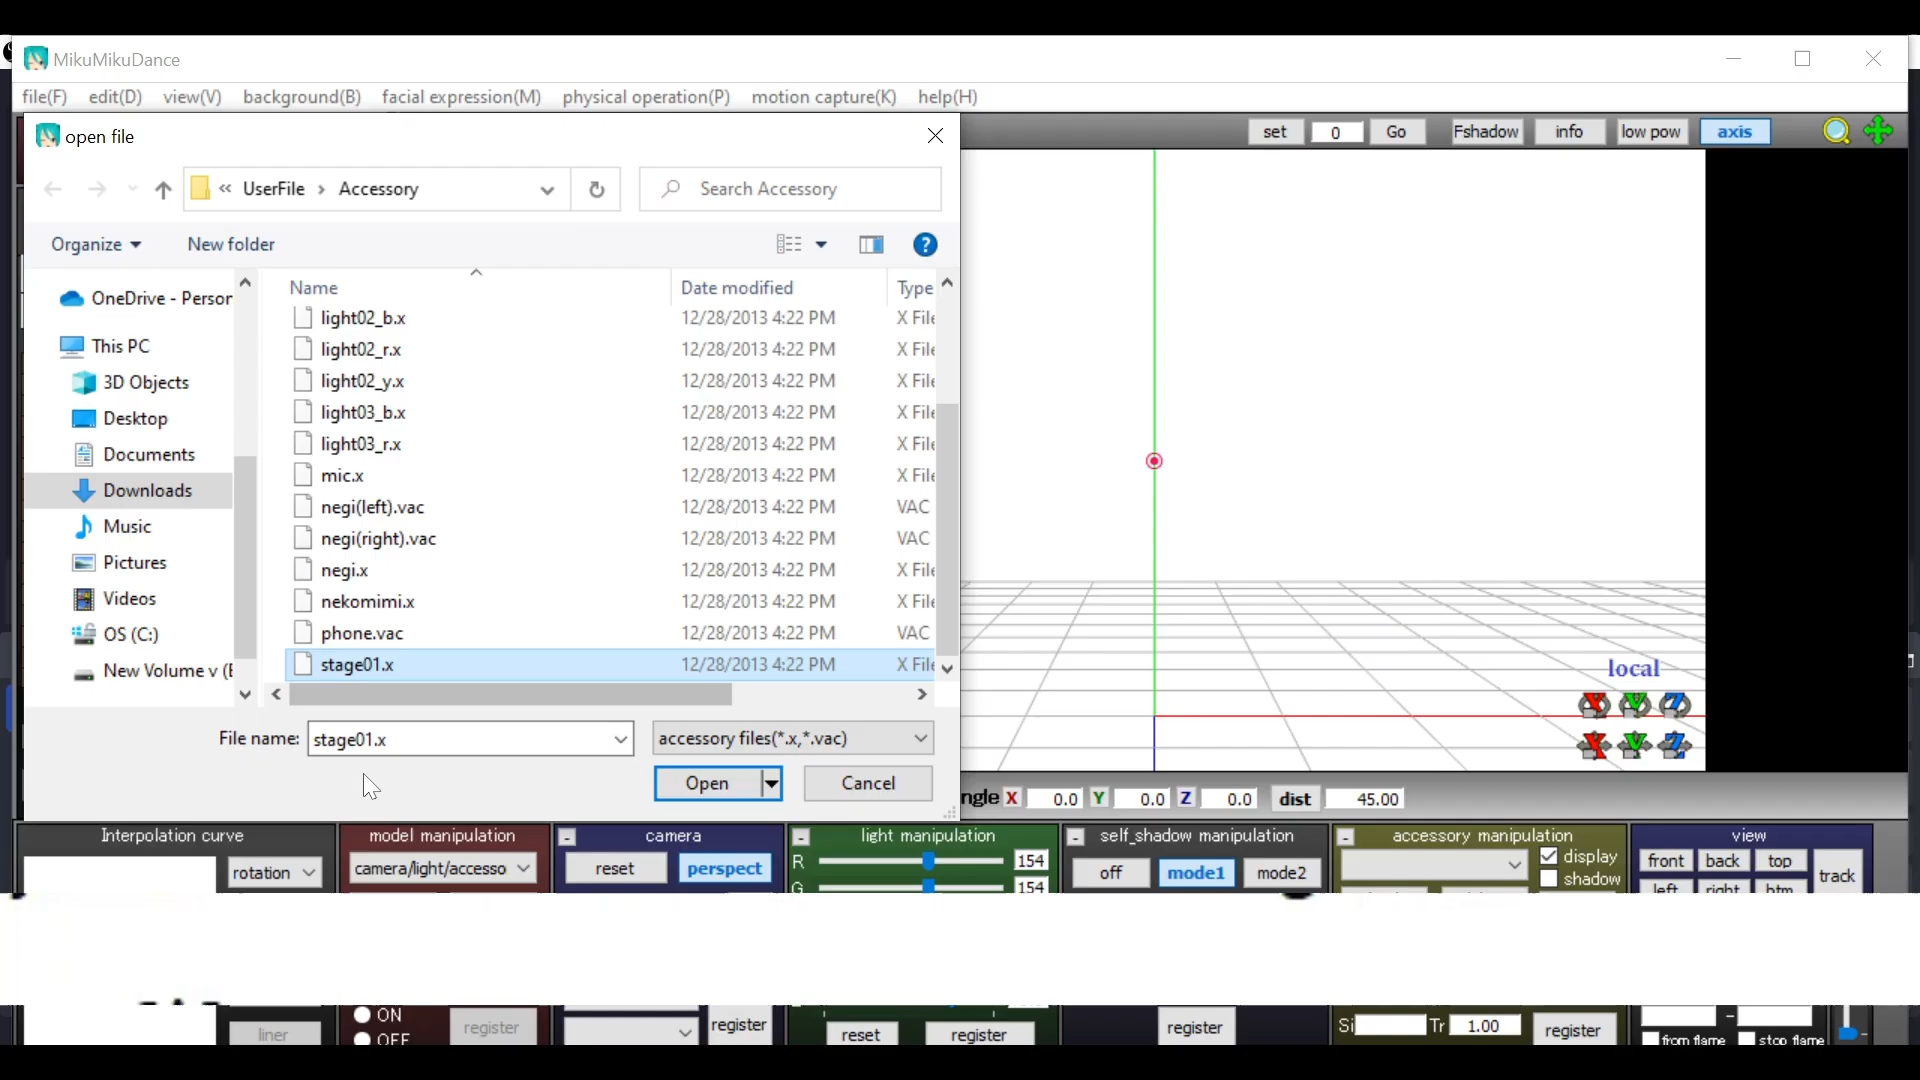 MikuMikuDance
file(F) edit(D) view(V) background(B) facial expression(M) physical operation(P) motion capture(K) help(H)
open file
set 0 Go Fshadow info low pow axis
« UserFile › Accessory
Search Accessory
Organize New folder
Name Date modified Type
OneDrive - Person
This PC
3D Objects
Desktop
Documents
Downloads
Music
Pictures
Videos
OS (C:)
New Volume v (E
light02_b.x 12/28/2013 4:22 PM X File
light02_r.x 12/28/2013 4:22 PM X File
light02_y.x 12/28/2013 4:22 PM X File
light03_b.x 12/28/2013 4:22 PM X File
light03_r.x 12/28/2013 4:22 PM X File
mic.x 12/28/2013 4:22 PM X File
negi(left).vac 12/28/2013 4:22 PM VAC
negi(right).vac 12/28/2013 4:22 PM VAC
negi.x 12/28/2013 4:22 PM X File
nekomimi.x 12/28/2013 4:22 PM X File
phone.vac 12/28/2013 4:22 PM VAC
stage01.x 12/28/2013 4:22 PM X File
File name: stage01.x accessory files(*.x,*.vac)
Open Cancel
local
X Y Z
X Y Z
ngle X 0.0 Y 0.0 Z 0.0 dist 45.00
Interpolation curve model manipulation camera light manipulation self_shadow manipulation accessory manipulation view
rotation camera/light/accesso reset perspect R 154 off mode1 mode2 display front back top
G 154 shadow left right btm track
liner ON OFF register register reset register register Si Tr 1.00 register
from flame stop flame